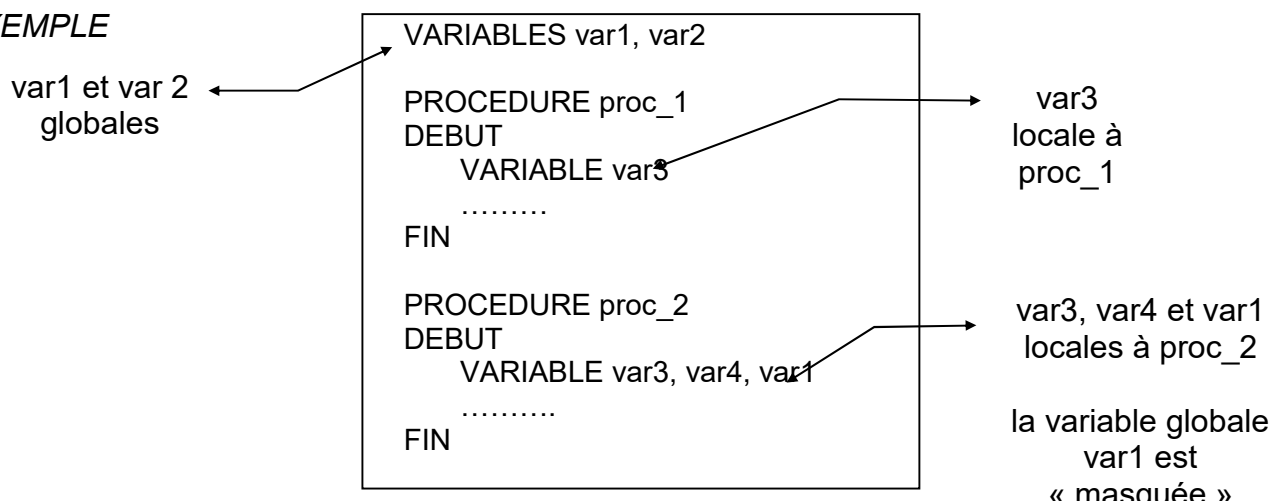 XEMPLE
var1 et var 2
globales
VARIABLES var1, var2
PROCEDURE proc_1
DEBUT
VARIABLE var3
………
FIN
PROCEDURE proc_2
DEBUT
VARIABLE var3, var4, var1
……….
FIN
var3
locale à
proc_1
var3, var4 et var1
locales à proc_2
la variable globale
var1 est
« masquée »